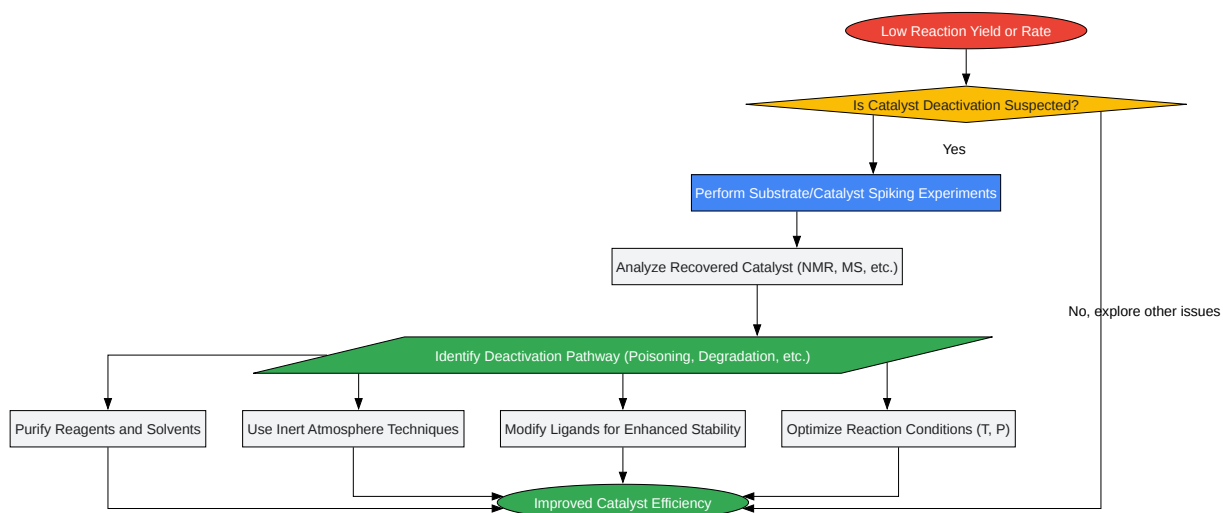 Low Reaction Yield or Rate
Is Catalyst Deactivation Suspected?
Yes
Perform Substrate/Catalyst Spiking Experiments
Analyze Recovered Catalyst (NMR, MS, etc.)
No, explore other issues
Identify Deactivation Pathway (Poisoning, Degradation, etc.)
Purify Reagents and Solvents
Use Inert Atmosphere Techniques
Modify Ligands for Enhanced Stability
Optimize Reaction Conditions (T, P)
Improved Catalyst Efficiency